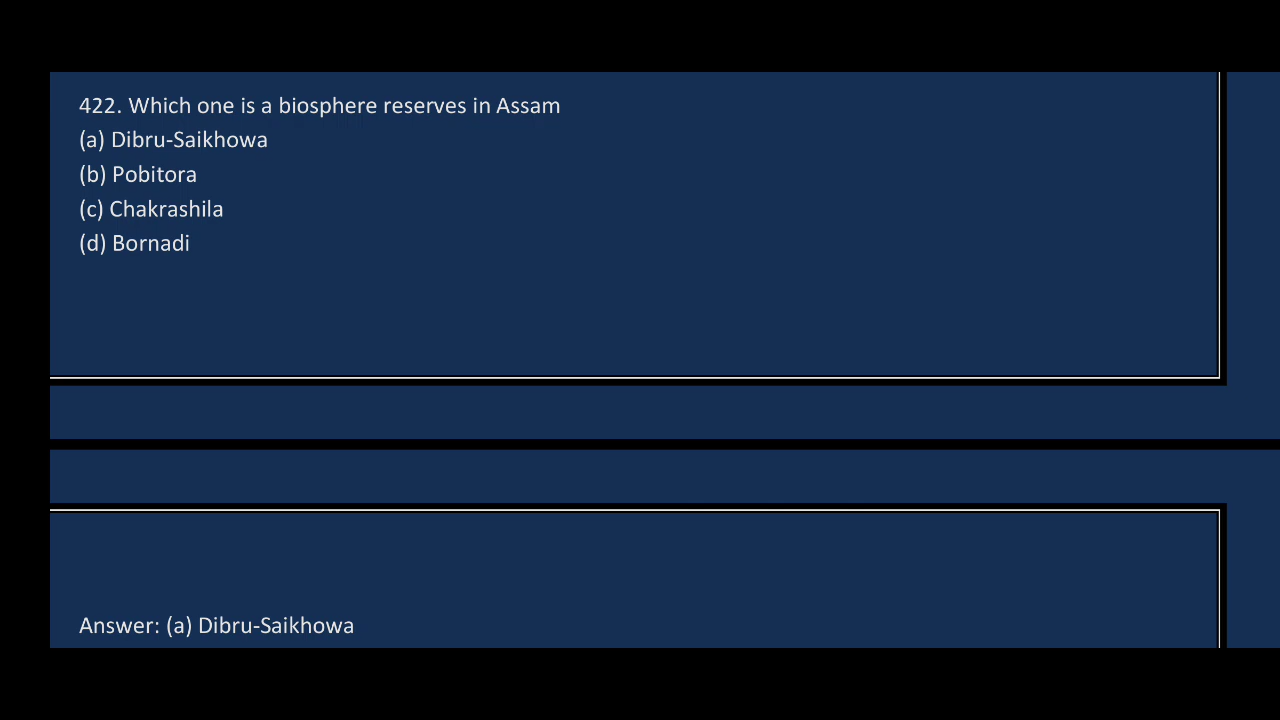 422. Which one is a biosphere reserves in Assam
(a) Dibru-Saikhowa
(b) Pobitora
(c) Chakrashila
(d) Bornadi
Answer: (a) Dibru-Saikhowa